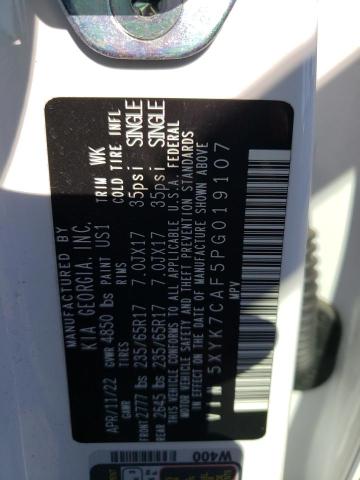 MANUFACTURED BY
KIA GEORGIA, INC.
APR/11/22 GVWR 4850 lbs PAINT US1 TRIM WK
GAWR TIRES RIMS COLD TIRE INFL
FRONT 2777 lbs 235/65R17 7.0JX17 35psi SINGLE
REAR 2645 lbs 235/65R17 7.0JX17 35psi SINGLE
THIS VEHICLE CONFORMS TO ALL APPLICABLE U.S.A. FEDERAL
MOTOR VEHICLE SAFETY, BUMPER, AND THEFT PREVENTION STANDARDS
IN EFFECT ON THE DATE OF MANUFACTURE SHOWN ABOVE
VIN 5XYK7CAF5PG019107
MPV
W400